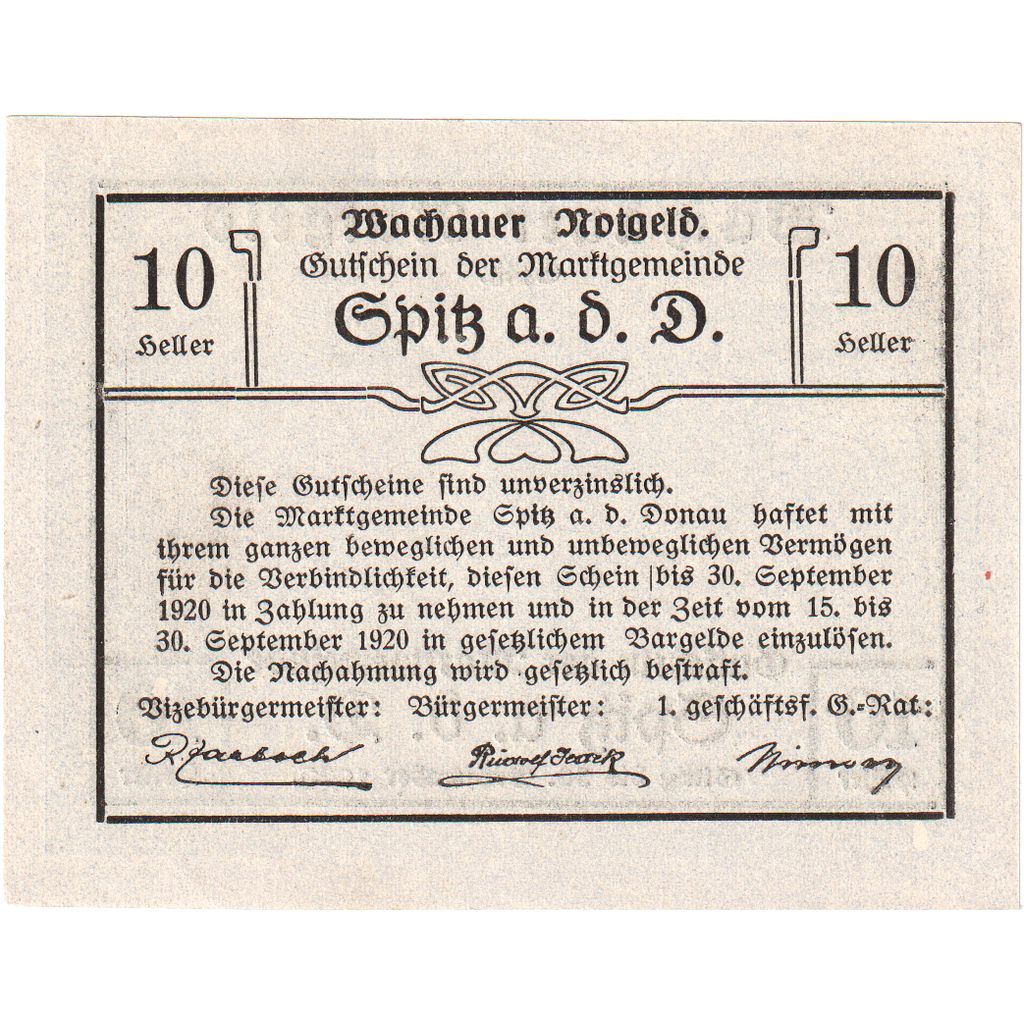 Wachauer Notgeld.
10 Heller
Gutschein der Marktgemeinde
Spitz a. d. D.
10 Heller
Diese Gutscheine sind unverzinslich.
Die Marktgemeinde Spitz a. d. Donau haftet mit
ihrem ganzen beweglichen und unbeweglichen Vermögen
für die Verbindlichkeit, diesen Schein bis 30. September
1920 in Zahlung zu nehmen und in der Zeit vom 15. bis
30. September 1920 in gesetzlichem Bargelde einzulösen.
Die Nachahmung wird gesetzlich bestraft.
Vizebürgermeister: Bürgermeister: 1. geschäftsf. G.-Rat: